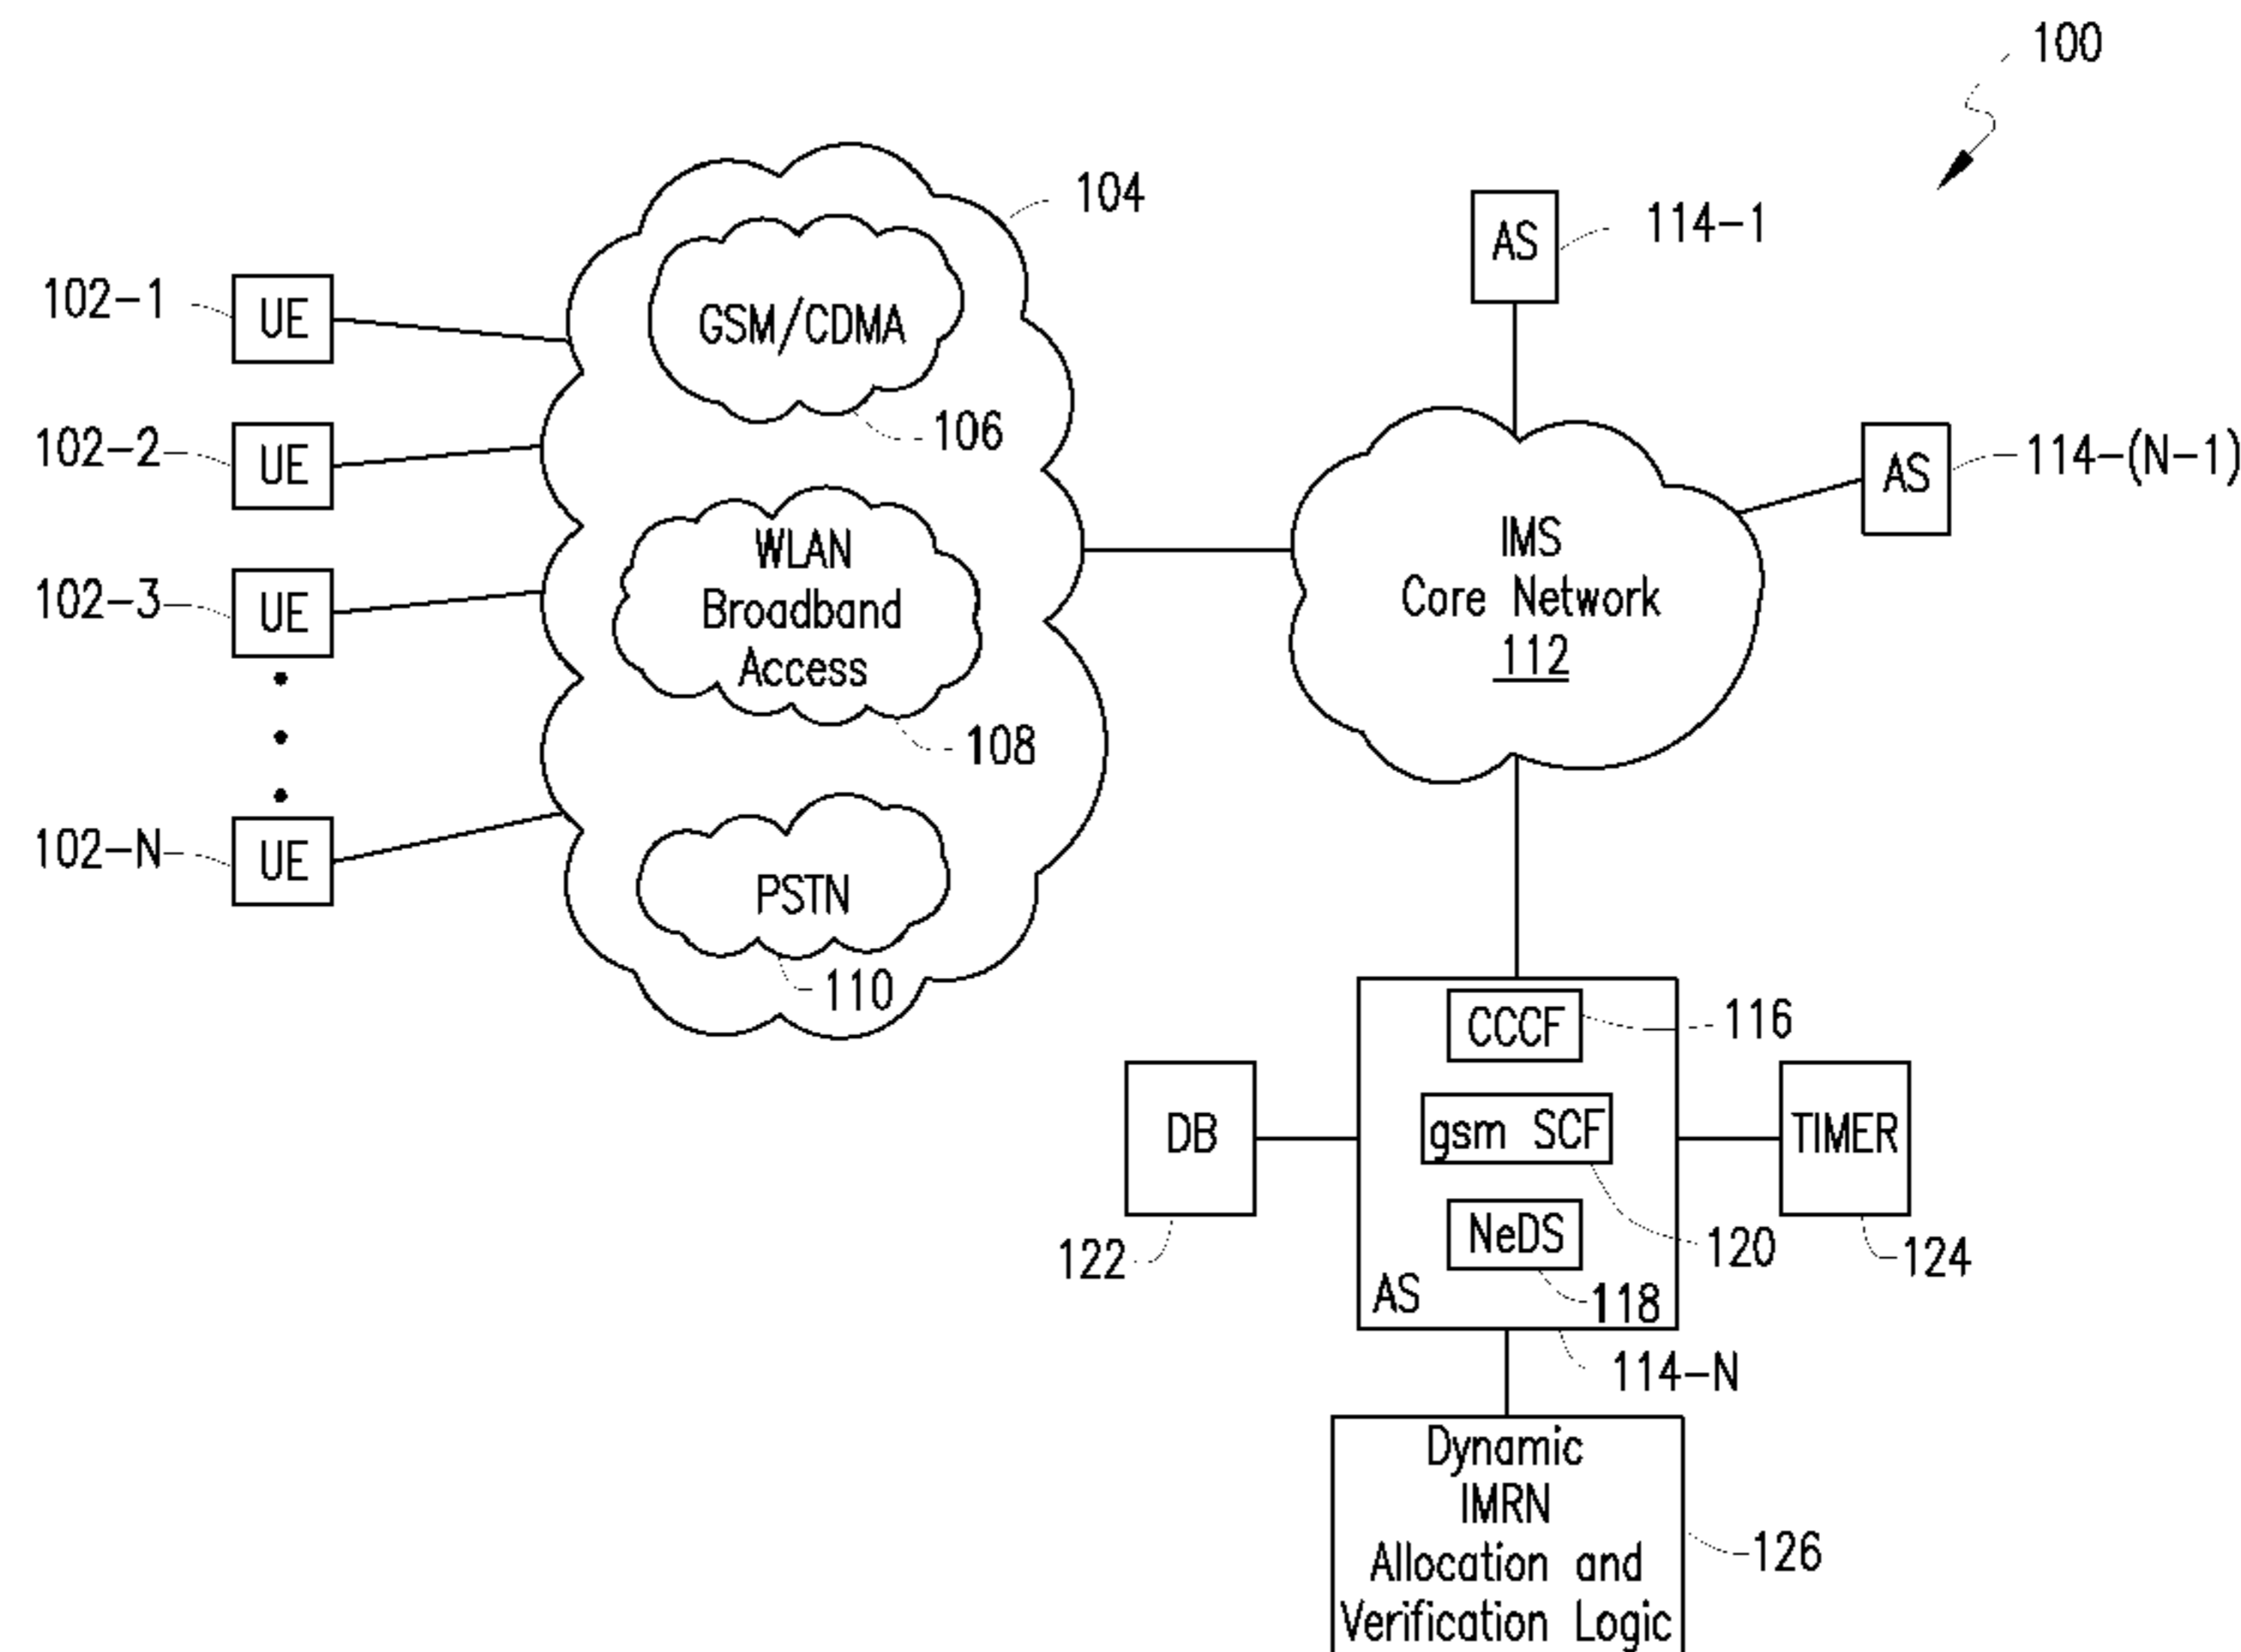 100
104
114-1
AS
102-1
UE
GSM/CDMA
106
102-2
UE
AS
114-(N-1)
WLAN
Broadband
Access
108
IMS
Core Network
112
102-3
UE
102-N
UE
PSTN
110
CCCF
116
DB
gsm SCF
TIMER
122
NeDS
120
124
AS
118
114-N
Dynamic
IMRN
Allocation and
Verification Logic
126